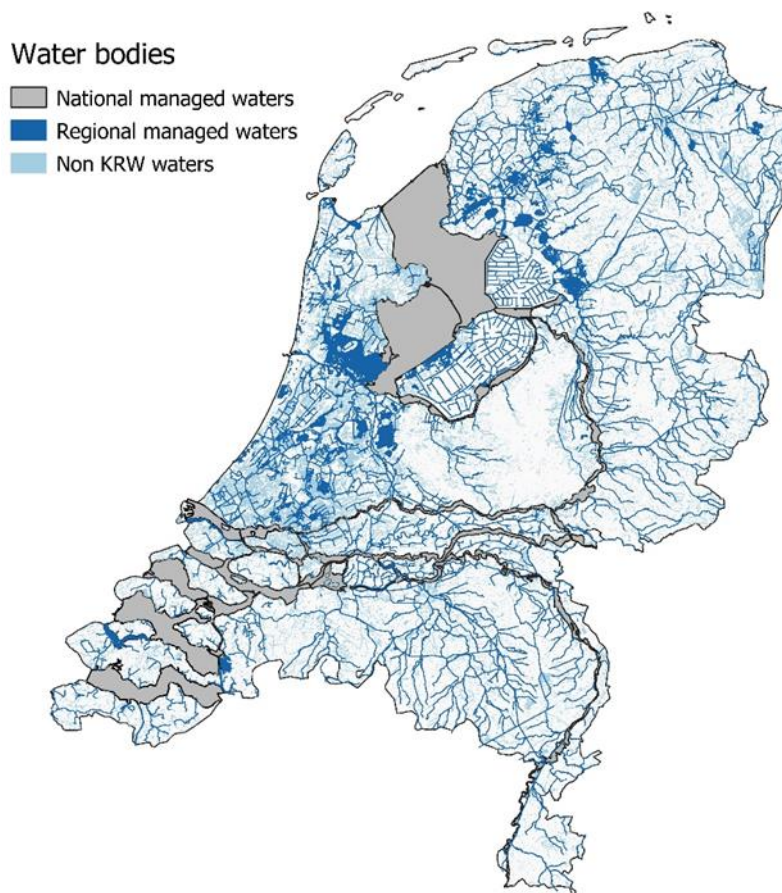 Water bodies
National managed waters
Regional managed waters
Non KRW waters